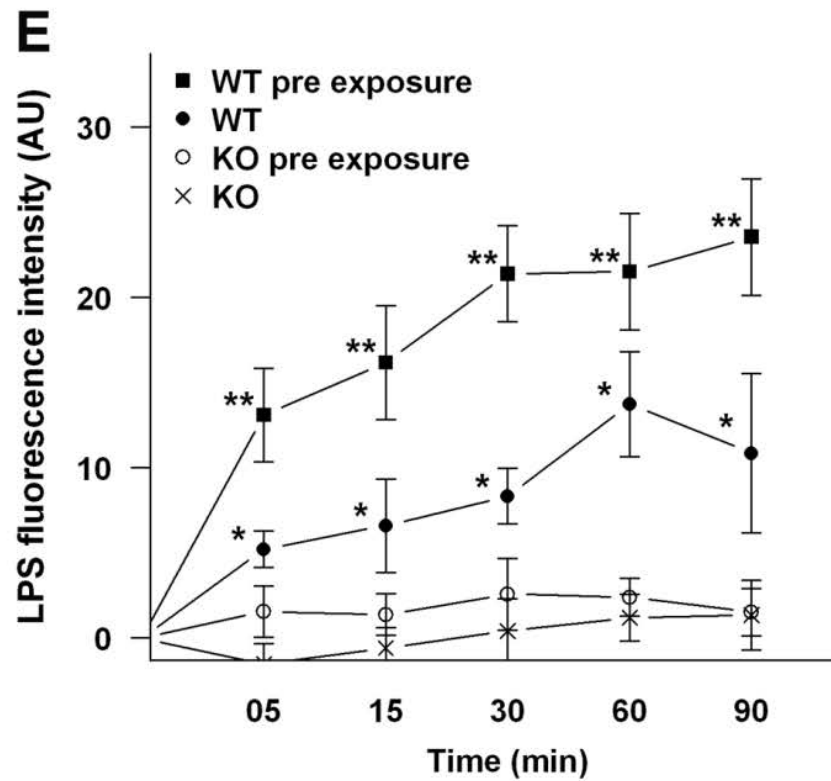 E
LPS fluorescence intensity (AU)
WT pre exposure
WT
KO pre exposure
KO
30
20
10
0
**
**
**
**
**
*
*
*
*
*
05 15 30 60 90
Time (min)